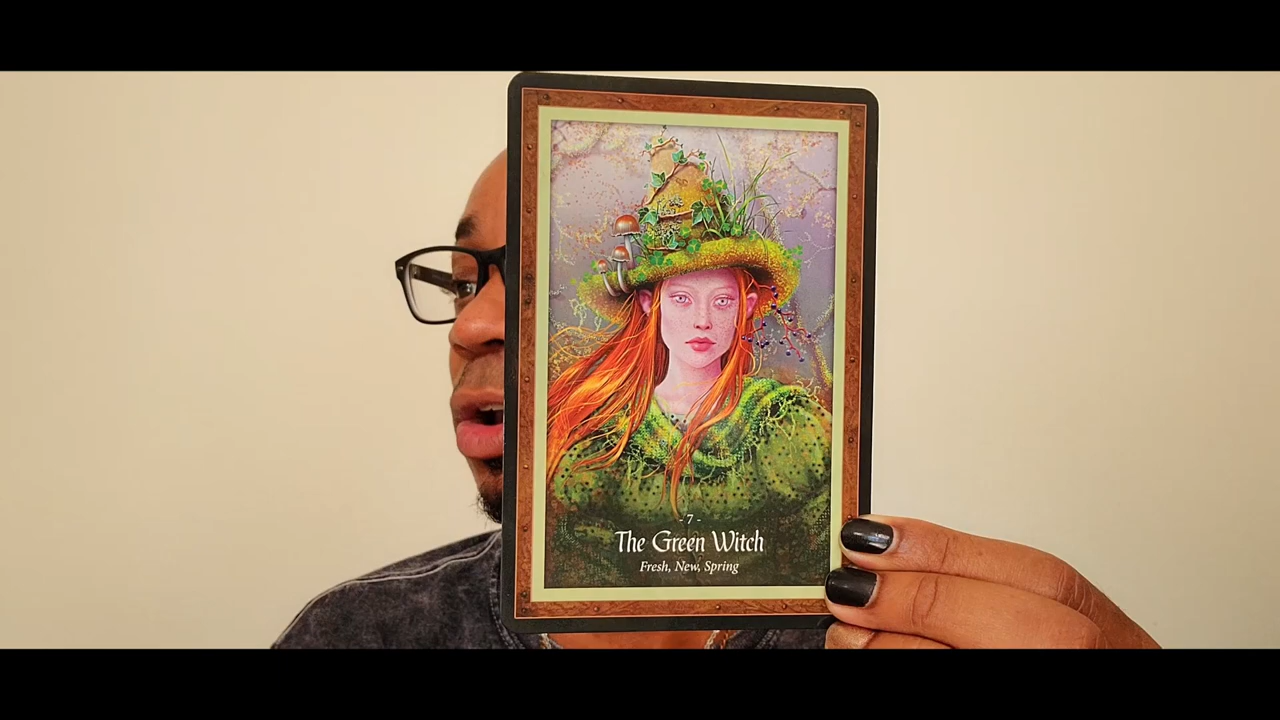 - 7 -
The Green Witch
Fresh, New, Spring